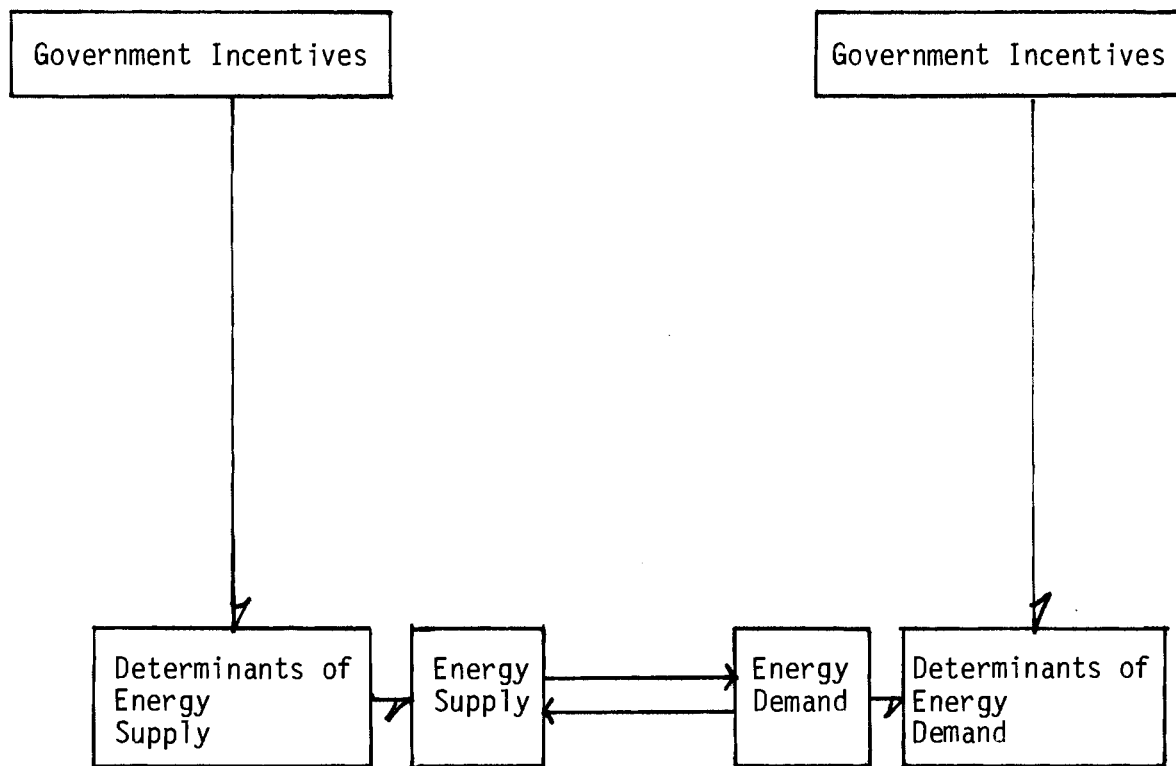 Government Incentives
Government Incentives
Determinants of
Energy
Supply
Energy
Supply
Energy
Demand
Determinants of
Energy
Demand